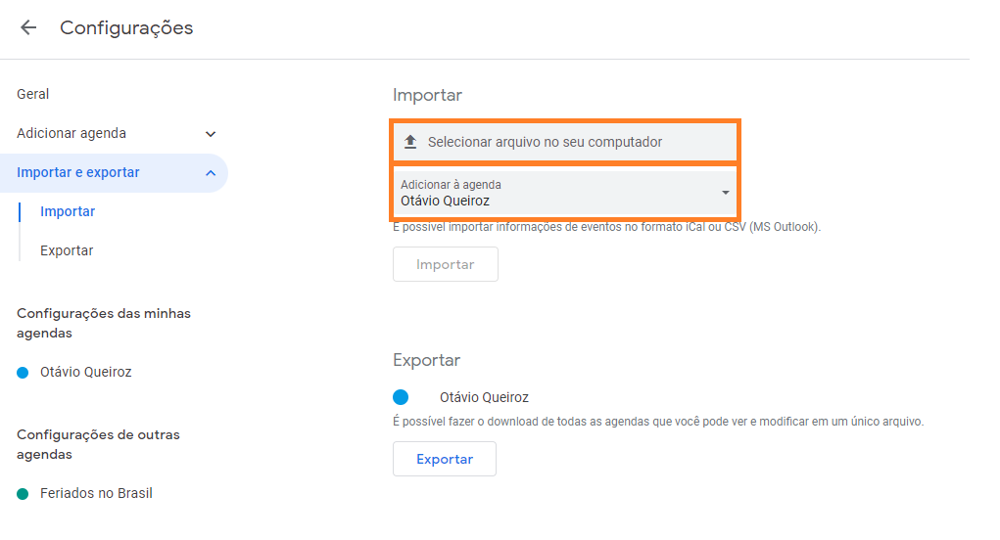 Configurações
Geral
Adicionar agenda
Importar e exportar
Importar
Exportar
Configurações das minhas
agendas
Otávio Queiroz
Configurações de outras
agendas
Feriados no Brasil
Importar
Selecionar arquivo no seu computador
Adicionar à agenda
Otávio Queiroz
É possível importar informações de eventos no formato iCal ou CSV (MS Outlook).
Importar
Exportar
Otávio Queiroz
É possível fazer o download de todas as agendas que você pode ver e modificar em um único arquivo.
Exportar